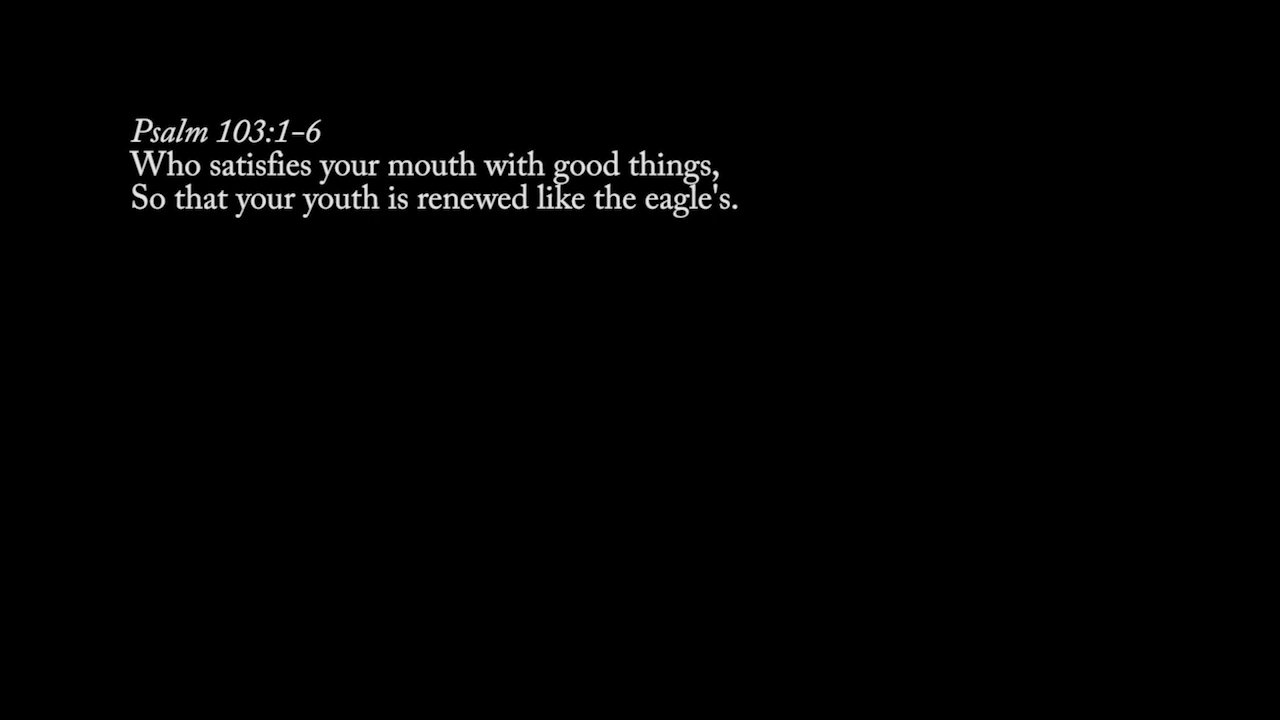 Psalm 103:1-6
Who satisfies your mouth with good things,
So that your youth is renewed like the eagle's.